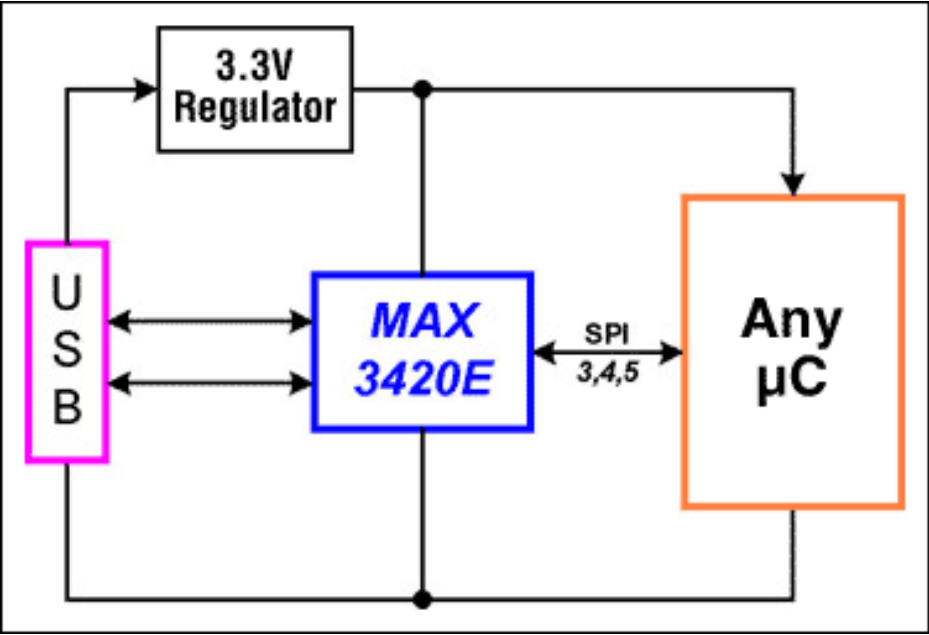 3.3V
Regulator
U
S
B
MAX
3420E
SPI
3,4,5
Any
µC